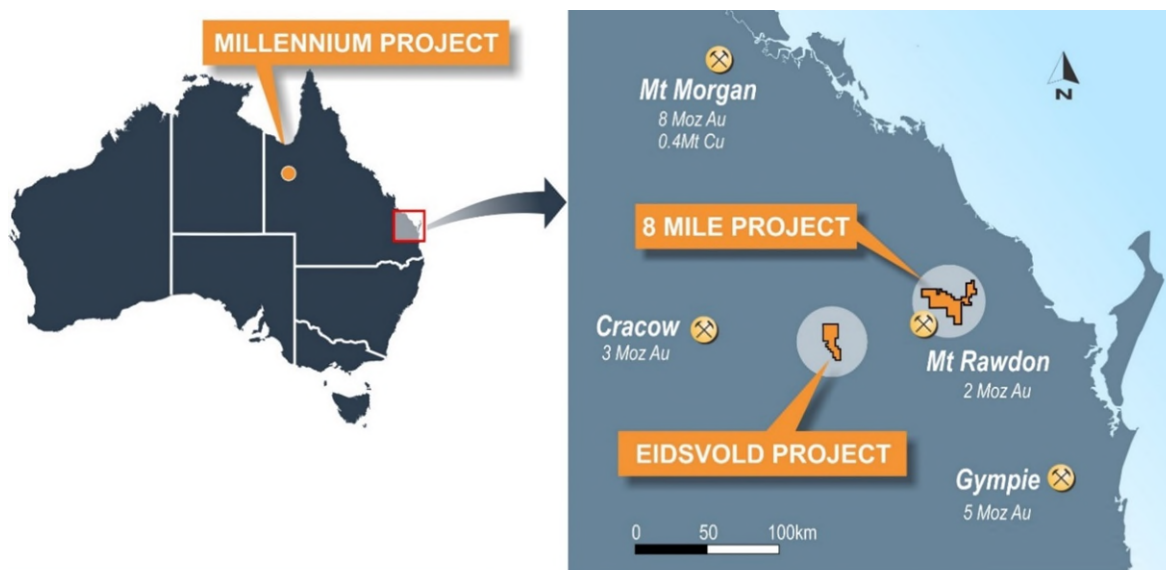 MILLENNIUM PROJECT
Mt Morgan
8 Moz Au
0.4Mt Cu
N
8 MILE PROJECT
Cracow
3 Moz Au
Mt Rawdon
2 Moz Au
EIDSVOLD PROJECT
Gympie
5 Moz Au
0 50 100km